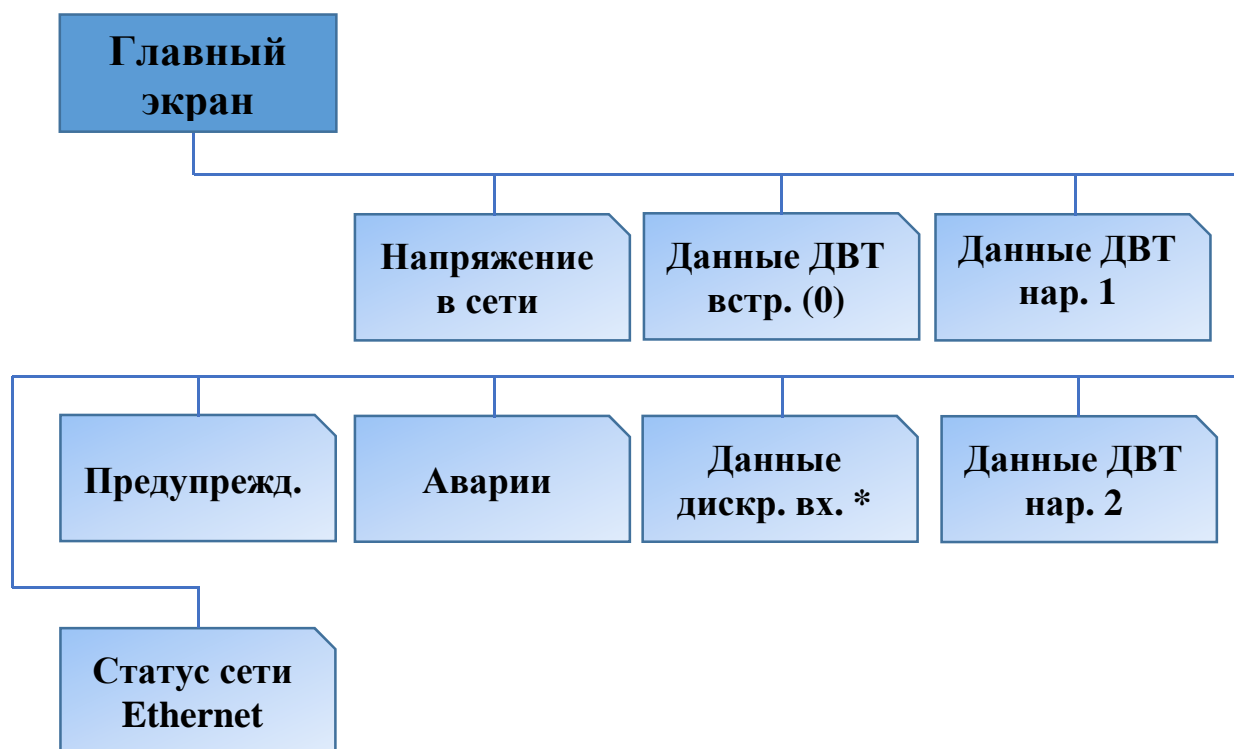 Главный
экран
Напряжение
в сети
Данные ДВТ
встр. (0)
Данные ДВТ
нар. 1
Предупрежд.
Аварии
Данные
дискр. вх. *
Данные ДВТ
нар. 2
Статус сети
Ethernet